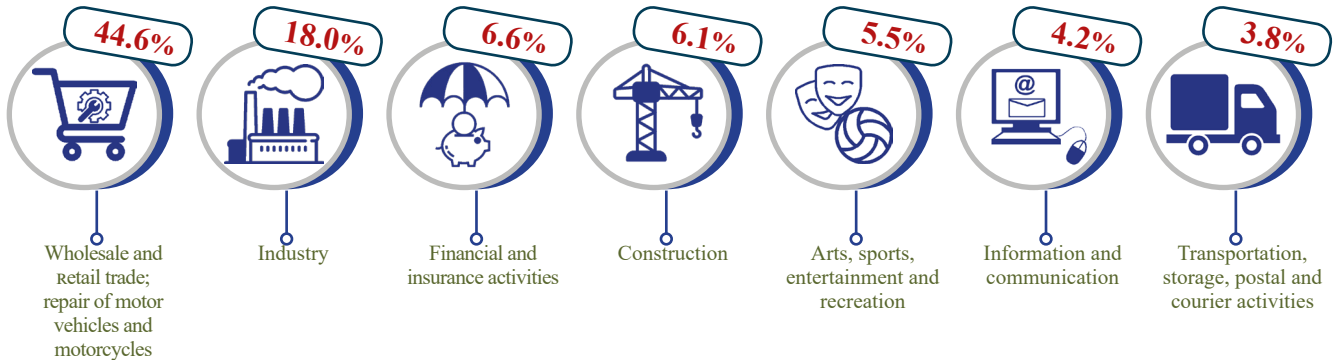 44.6%
18.0%
6.6%
6.1%
5.5%
4.2%
3.8%
@
Wholesale and
Retail trade;
repair of motor
vehicles and
motorcycles
Industry
Financial and
insurance activities
Construction
Arts, sports,
entertainment and
recreation
Information and
communication
Transportation,
storage, postal and
courier activities